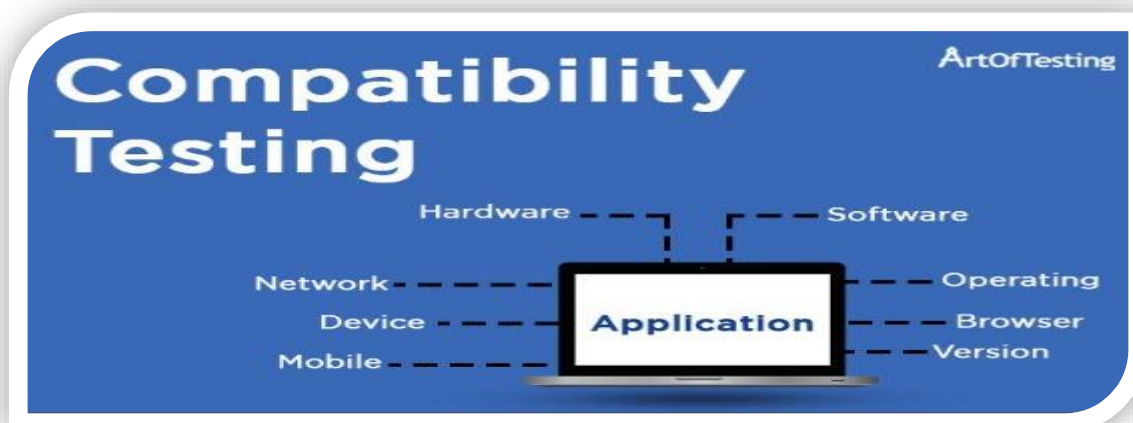 Compatibility
Testing
ArtOfTesting
Hardware
Software
Network
Operating
Device
Application
Browser
Mobile
Version